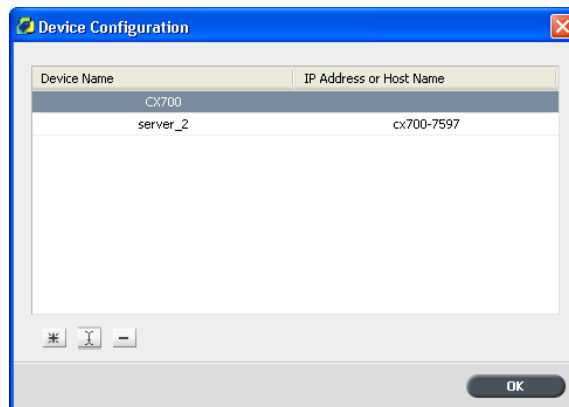 Device Configuration
Device Name IP Address or Host Name
CX700
server_2 cx700-7597
OK